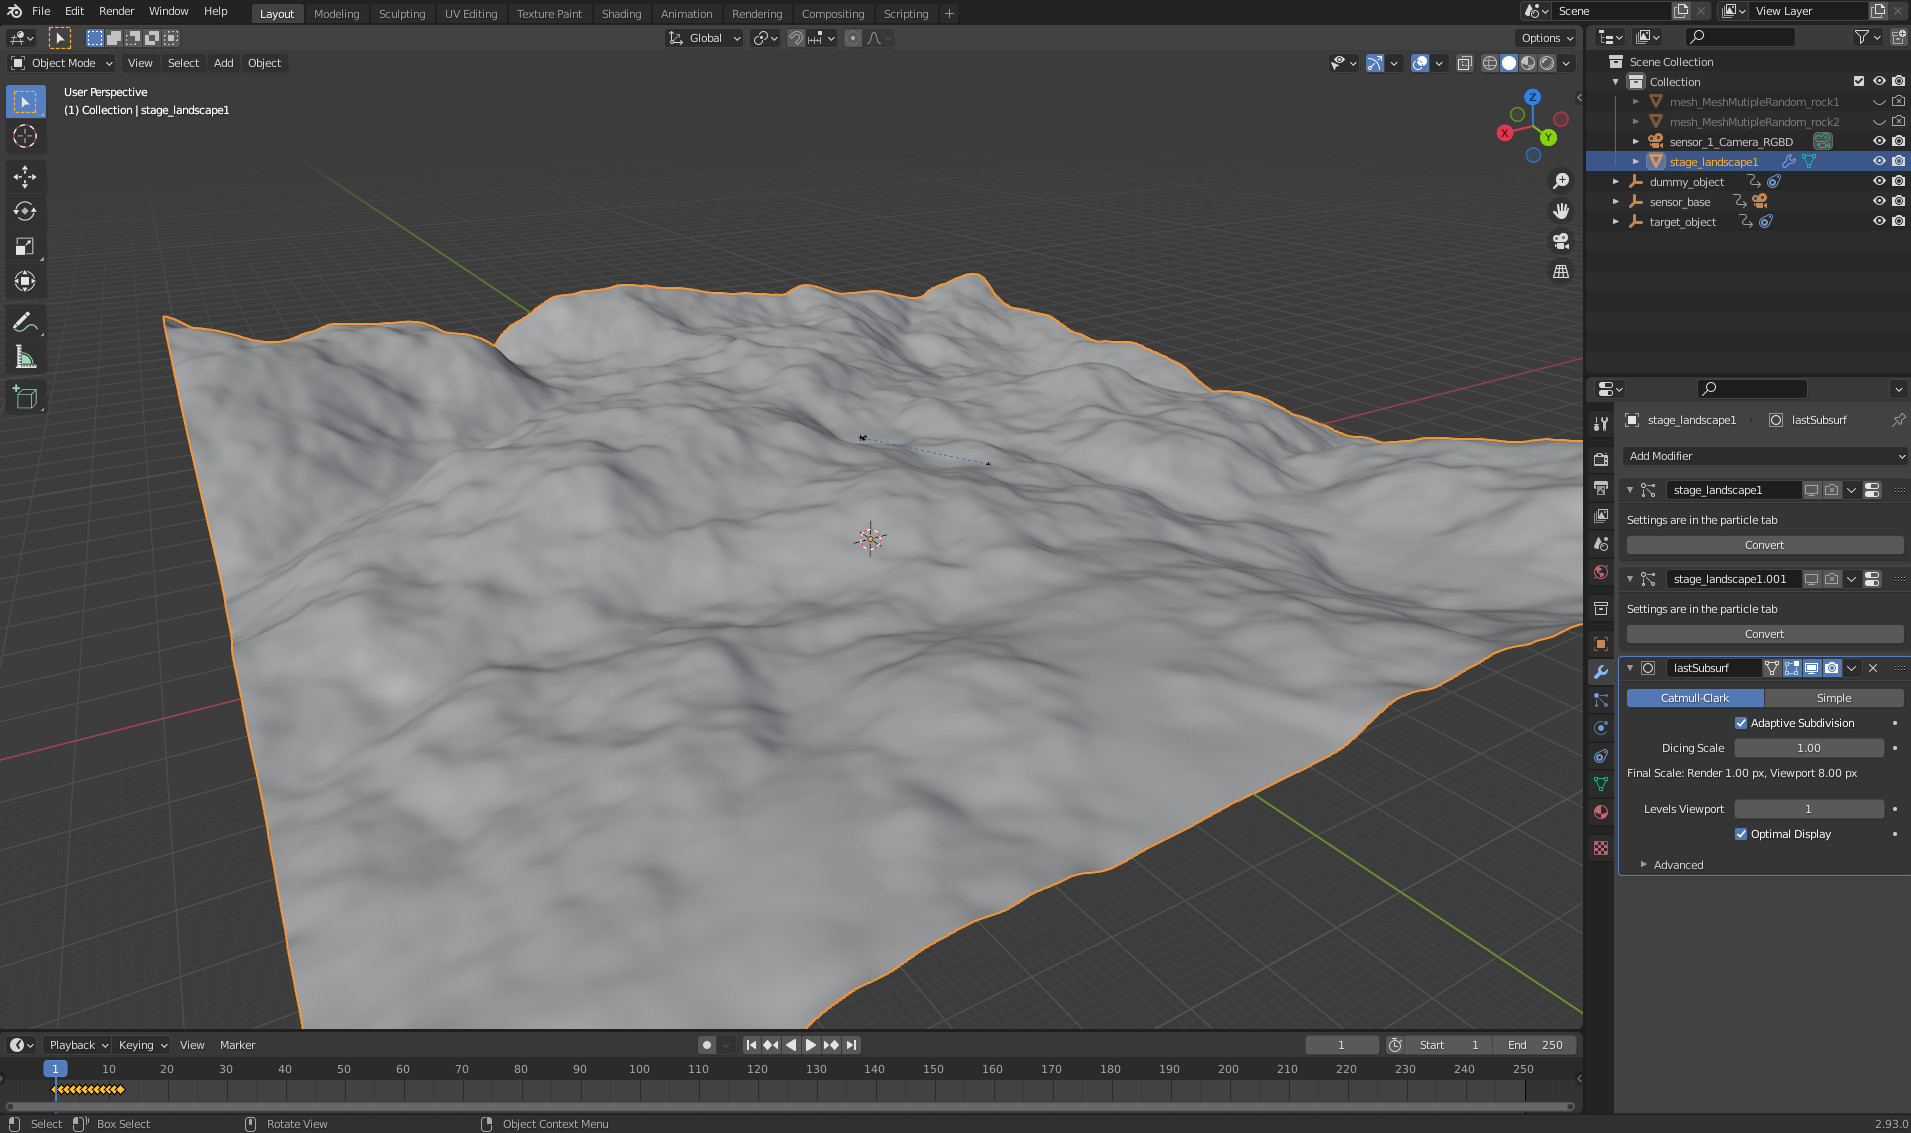 File Edit Render Window Help Layout Modeling Sculpting UV Editing Texture Paint Shading Animation Rendering Compositing Scripting + Scene View Layer
Global Options
Object Mode View Select Add Object
User Perspective
(1) Collection | stage_landscape1
Z
X
Y
Scene Collection
Collection
mesh_MeshMutipleRandom_rock1
mesh_MeshMutipleRandom_rock2
sensor_1_Camera_RGBD
stage_landscape1
dummy_object
sensor_base
target_object
stage_landscape1 lastSubsurf
Add Modifier
stage_landscape1
Settings are in the particle tab
Convert
stage_landscape1.001
Settings are in the particle tab
Convert
lastSubsurf
Catmull-Clark Simple
Adaptive Subdivision
Dicing Scale 1.00
Final Scale: Render 1.00 px, Viewport 8.00 px
Levels Viewport 1
Optimal Display
Advanced
Playback Keying View Marker 1 Start 1 End 250
1 10 20 30 40 50 60 70 80 90 100 110 120 130 140 150 160 170 180 190 200 210 220 230 240 250
Select Box Select Rotate View Object Context Menu 2.93.0